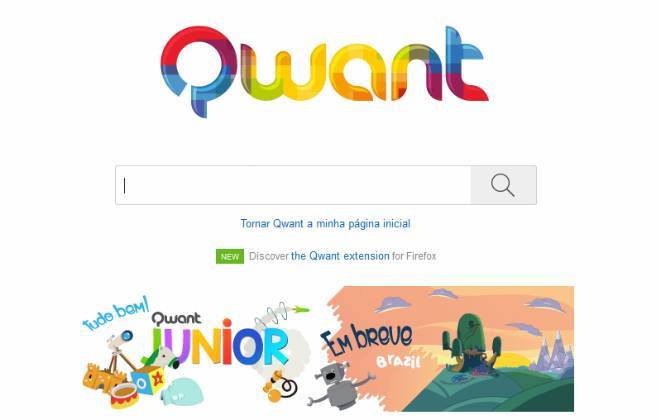 Qwant
Tornar Qwant a minha página inicial
NEW Discover the Qwant extension for Firefox
Tudo bem!
Qwant
JUNIOR
Em breve
Brazil